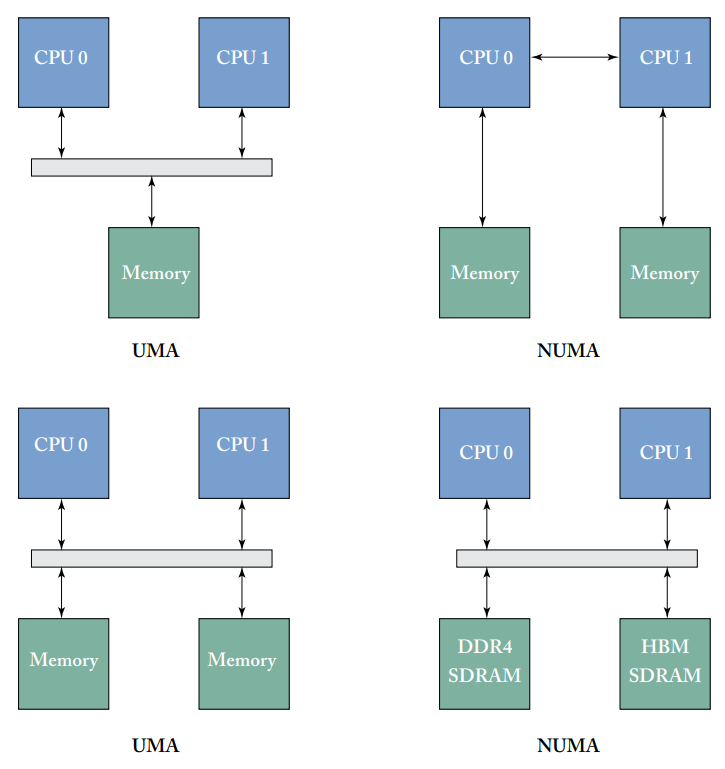 CPU 0
CPU 1
Memory
UMA
CPU 0
CPU 1
Memory
Memory
NUMA
CPU 0
CPU 1
Memory
Memory
UMA
CPU 0
CPU 1
DDR4
SDRAM
HBM
SDRAM
NUMA